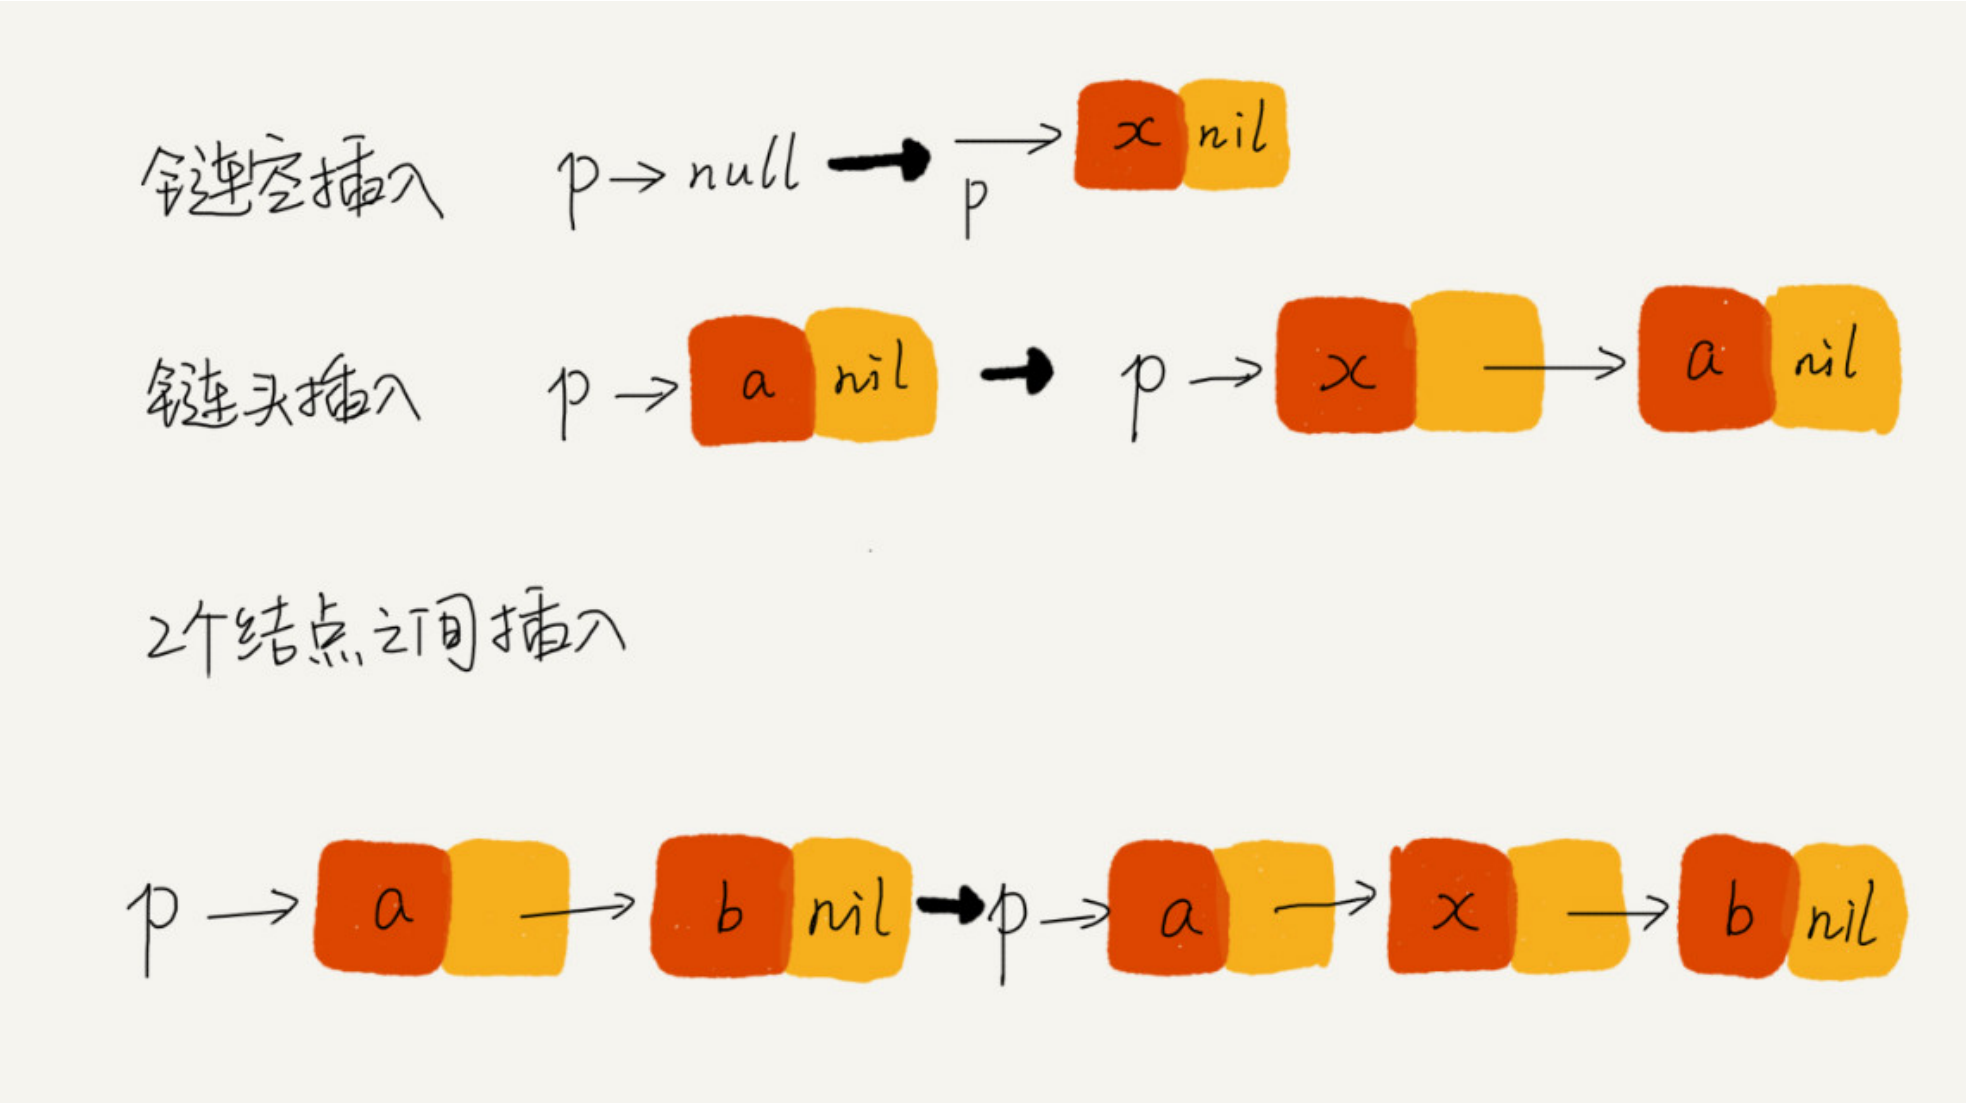 链空插入 p→null → p → x nil
链头插入 p→ a nil → p→ x → a nil
2个结点之间插入
p → a → b nil → p→ a → x → b nil